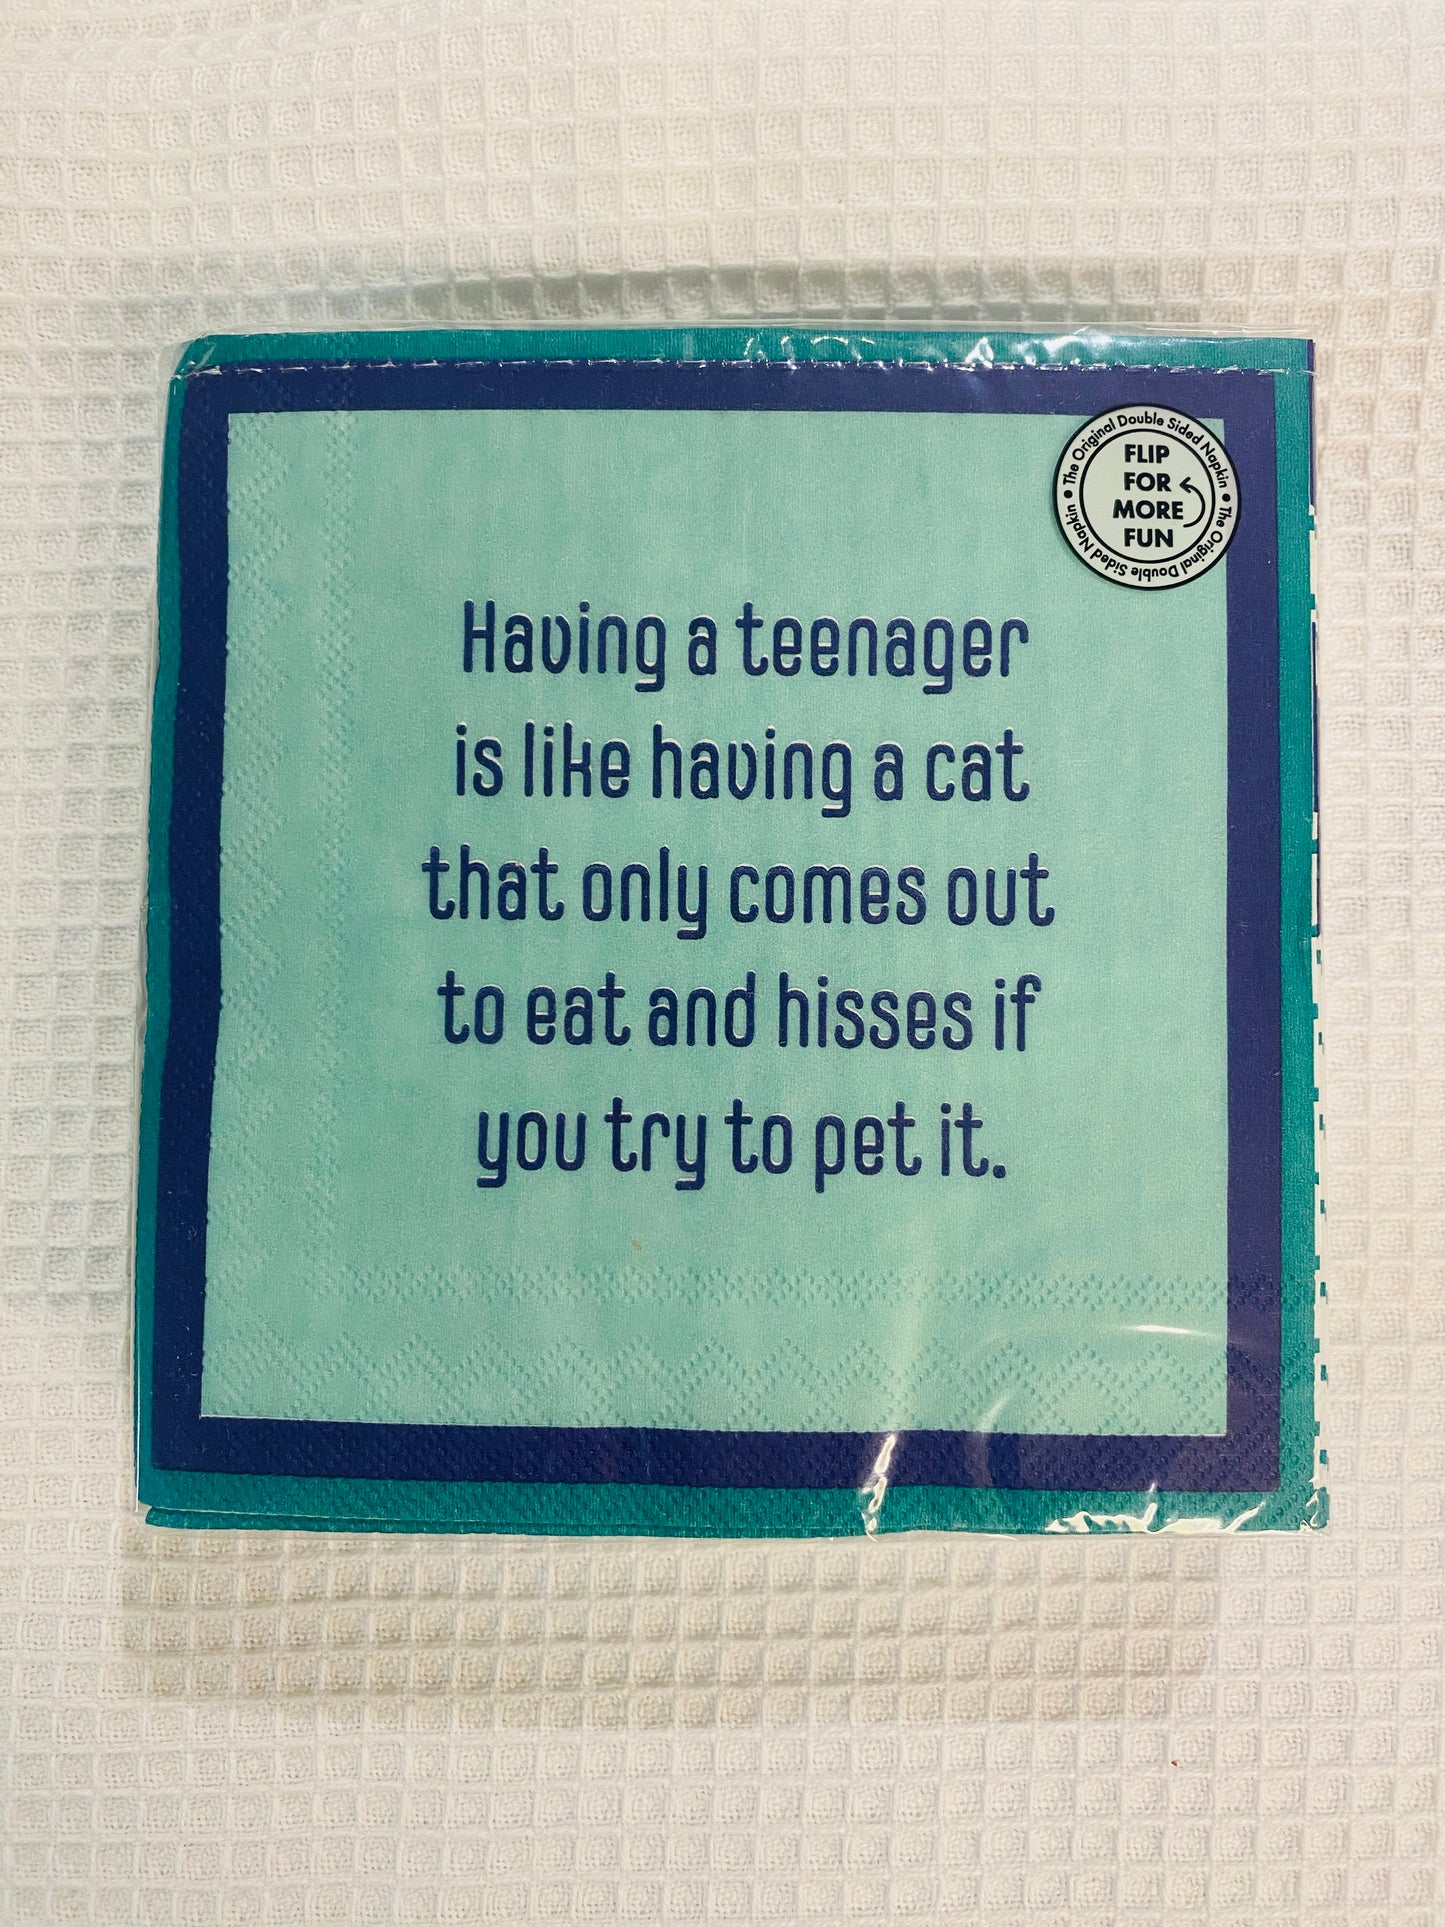 The Original Double Sided Napkin • The Original Double Sided Napkin •
FLIP
FOR
MORE
FUN
Having a teenager
is like having a cat
that only comes out
to eat and hisses if
you try to pet it.